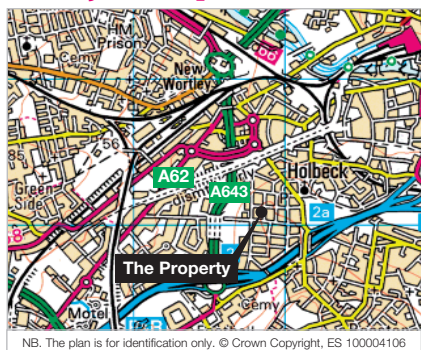 HM
Prison
Cemy
New
Wortley
56
85
A62
A643
Holbeck
Green
Side
2a
The Property
Motel
Cemy
NB. The plan is for identification only. © Crown Copyright, ES 100004106